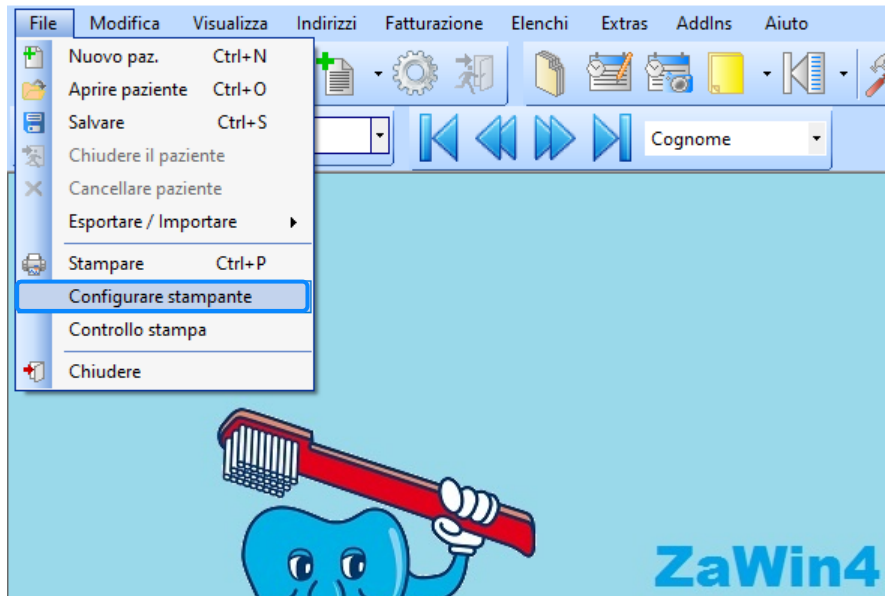 File Modifica Visualizza Indirizzi Fatturazione Elenchi Extras AddIns Aiuto
Nuovo paz. Ctrl+N
Aprire paziente Ctrl+O
Salvare Ctrl+S
Cognome
Chiudere il paziente
Cancellare paziente
Esportare / Importare
Stampare Ctrl+P
Configurare stampante
Controllo stampa
Chiudere
ZaWin4